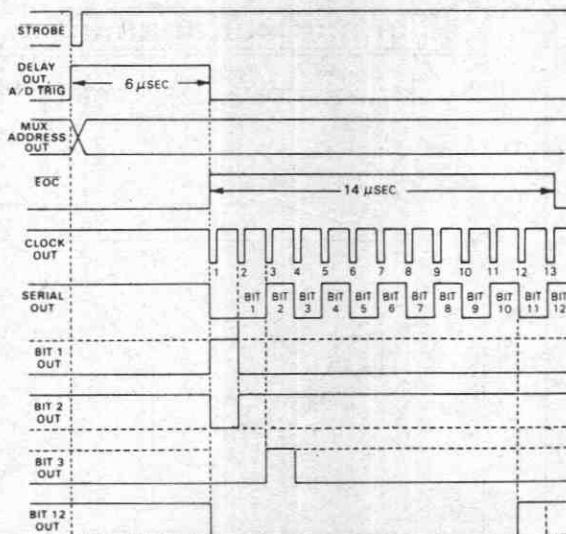 STROBE
DELAY
OUT,
A/D TRIG
6 µSEC
MUX
ADDRESS
OUT
EOC
14 µSEC
CLOCK
OUT
1 2 3 4 5 6 7 8 9 10 11 12 13
SERIAL
OUT
BIT 1 BIT 2 BIT 3 BIT 4 BIT 5 BIT 6 BIT 7 BIT 8 BIT 9 BIT 10 BIT 11 BIT 12
BIT 1
OUT
BIT 2
OUT
BIT 3
OUT
BIT 12
OUT